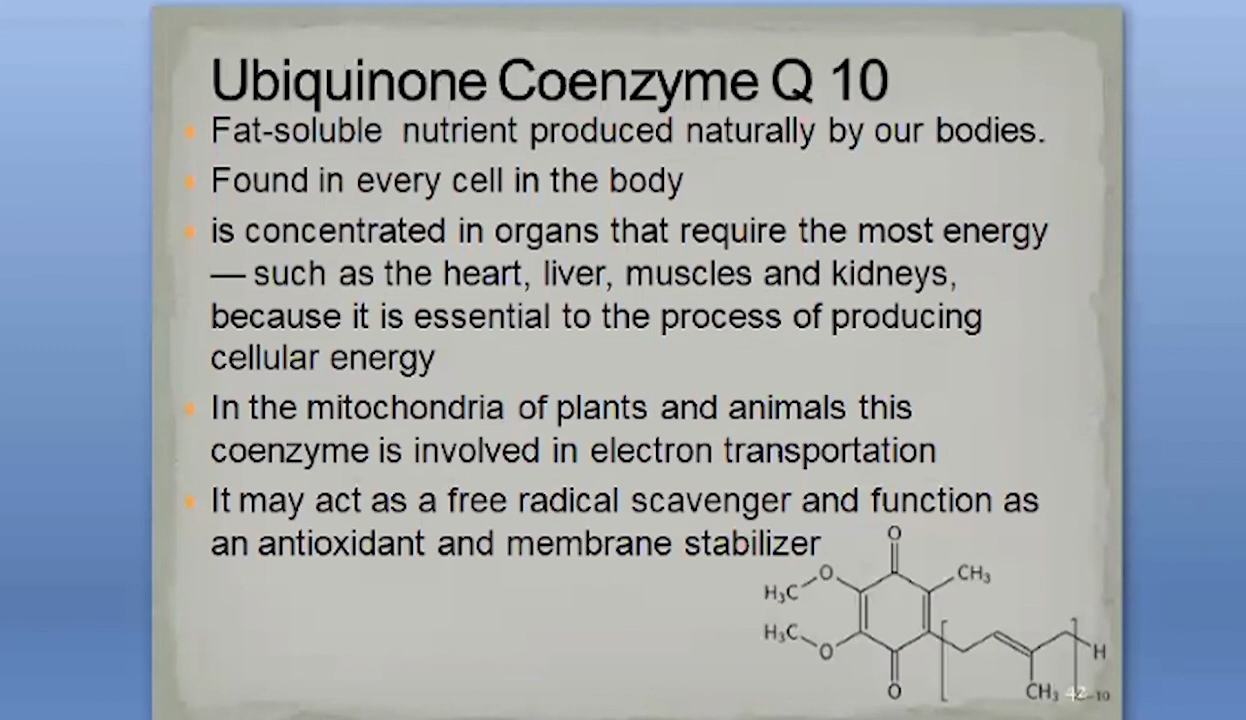 Ubiquinone Coenzyme Q 10
Fat-soluble nutrient produced naturally by our bodies.
Found in every cell in the body
is concentrated in organs that require the most energy
— such as the heart, liver, muscles and kidneys,
because it is essential to the process of producing
cellular energy
In the mitochondria of plants and animals this
coenzyme is involved in electron transportation
It may act as a free radical scavenger and function as
an antioxidant and membrane stabilizer
O
O CH₃
H₃C
H₃C
O
H
O
CH₃ 42 -10